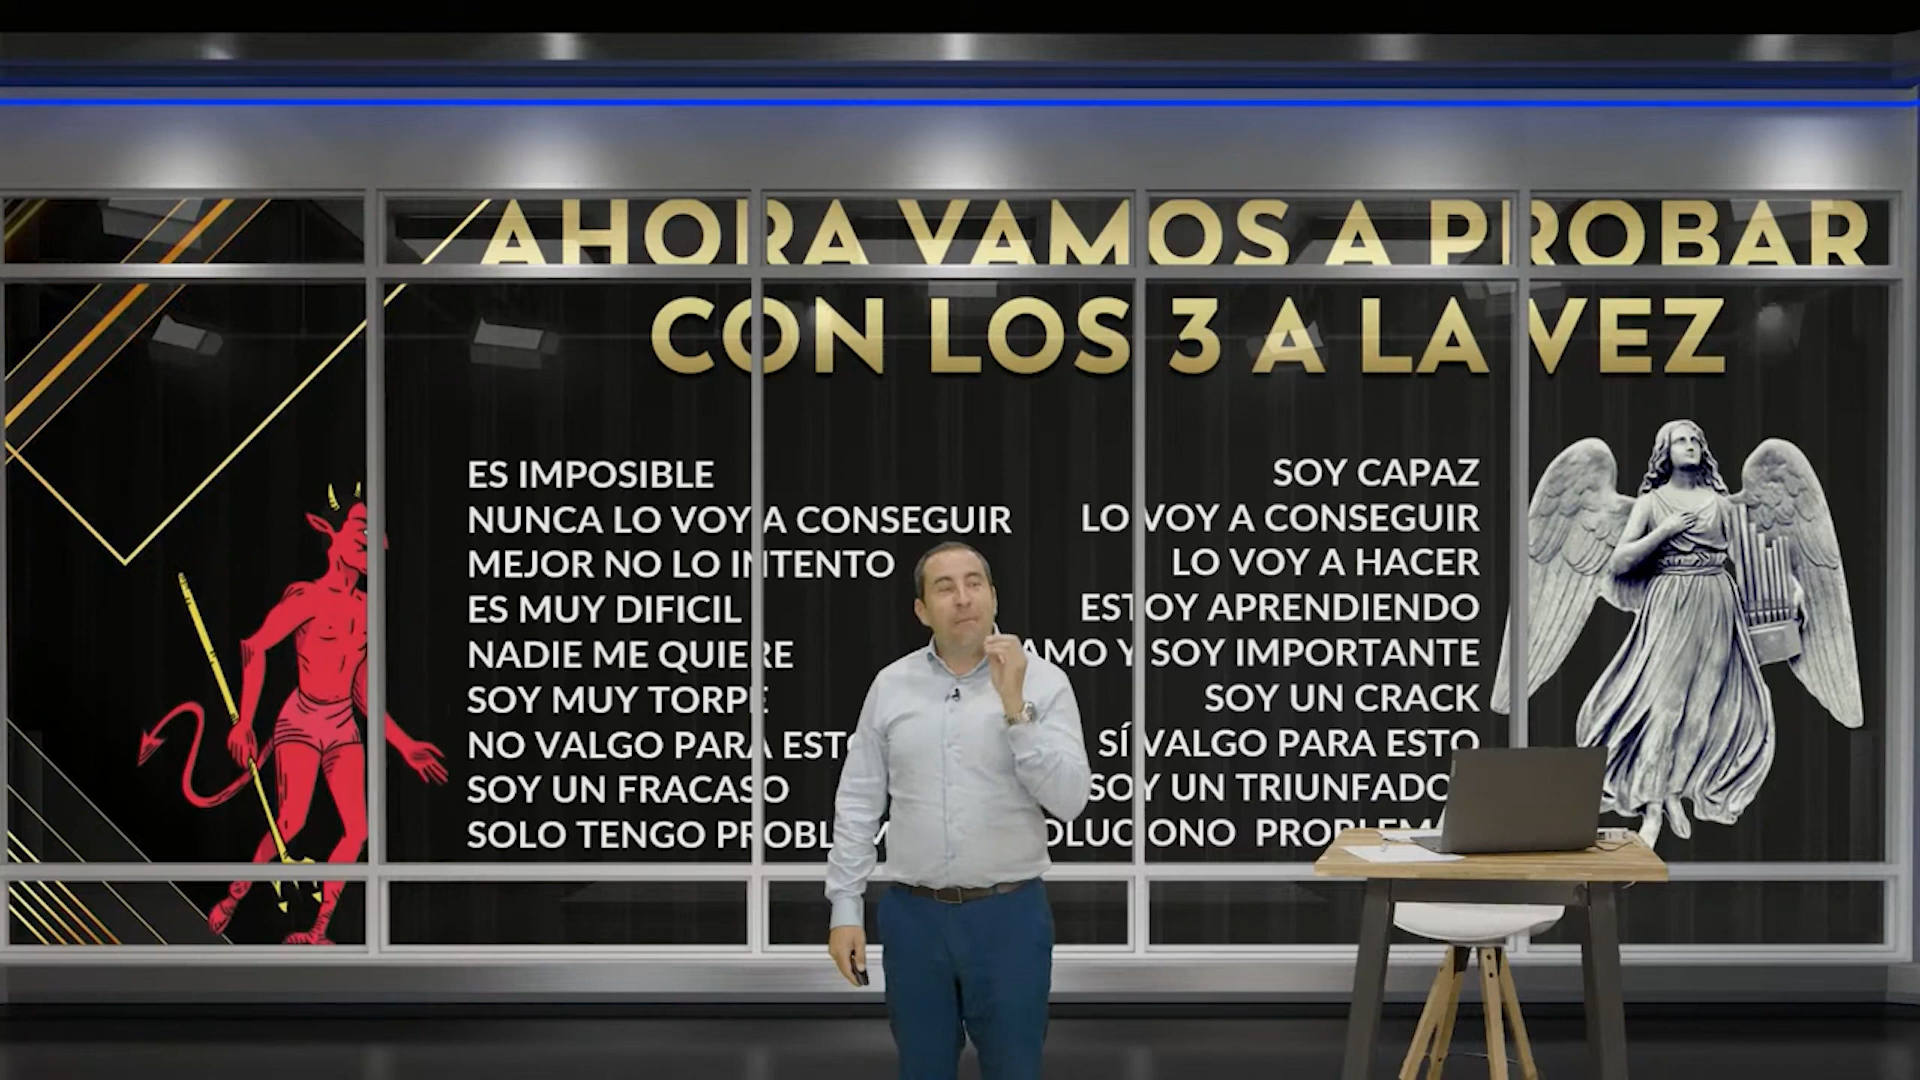 AHORA VAMOS A PROBAR
CON LOS 3 A LA VEZ
ES IMPOSIBLE
NUNCA LO VOY A CONSEGUIR
MEJOR NO LO INTENTO
ES MUY DIFICIL
NADIE ME QUIERE
SOY MUY TORPE
NO VALGO PARA ESTO
SOY UN FRACASO
SOLO TENGO
SOY CAPAZ
LO VOY A CONSEGUIR
LO VOY A HACER
ESTOY APRENDIENDO
AMO Y SOY IMPORTANTE
SOY UN CRACK
SÍ VALGO PARA ESTO
SOY UN TRIUNFADO